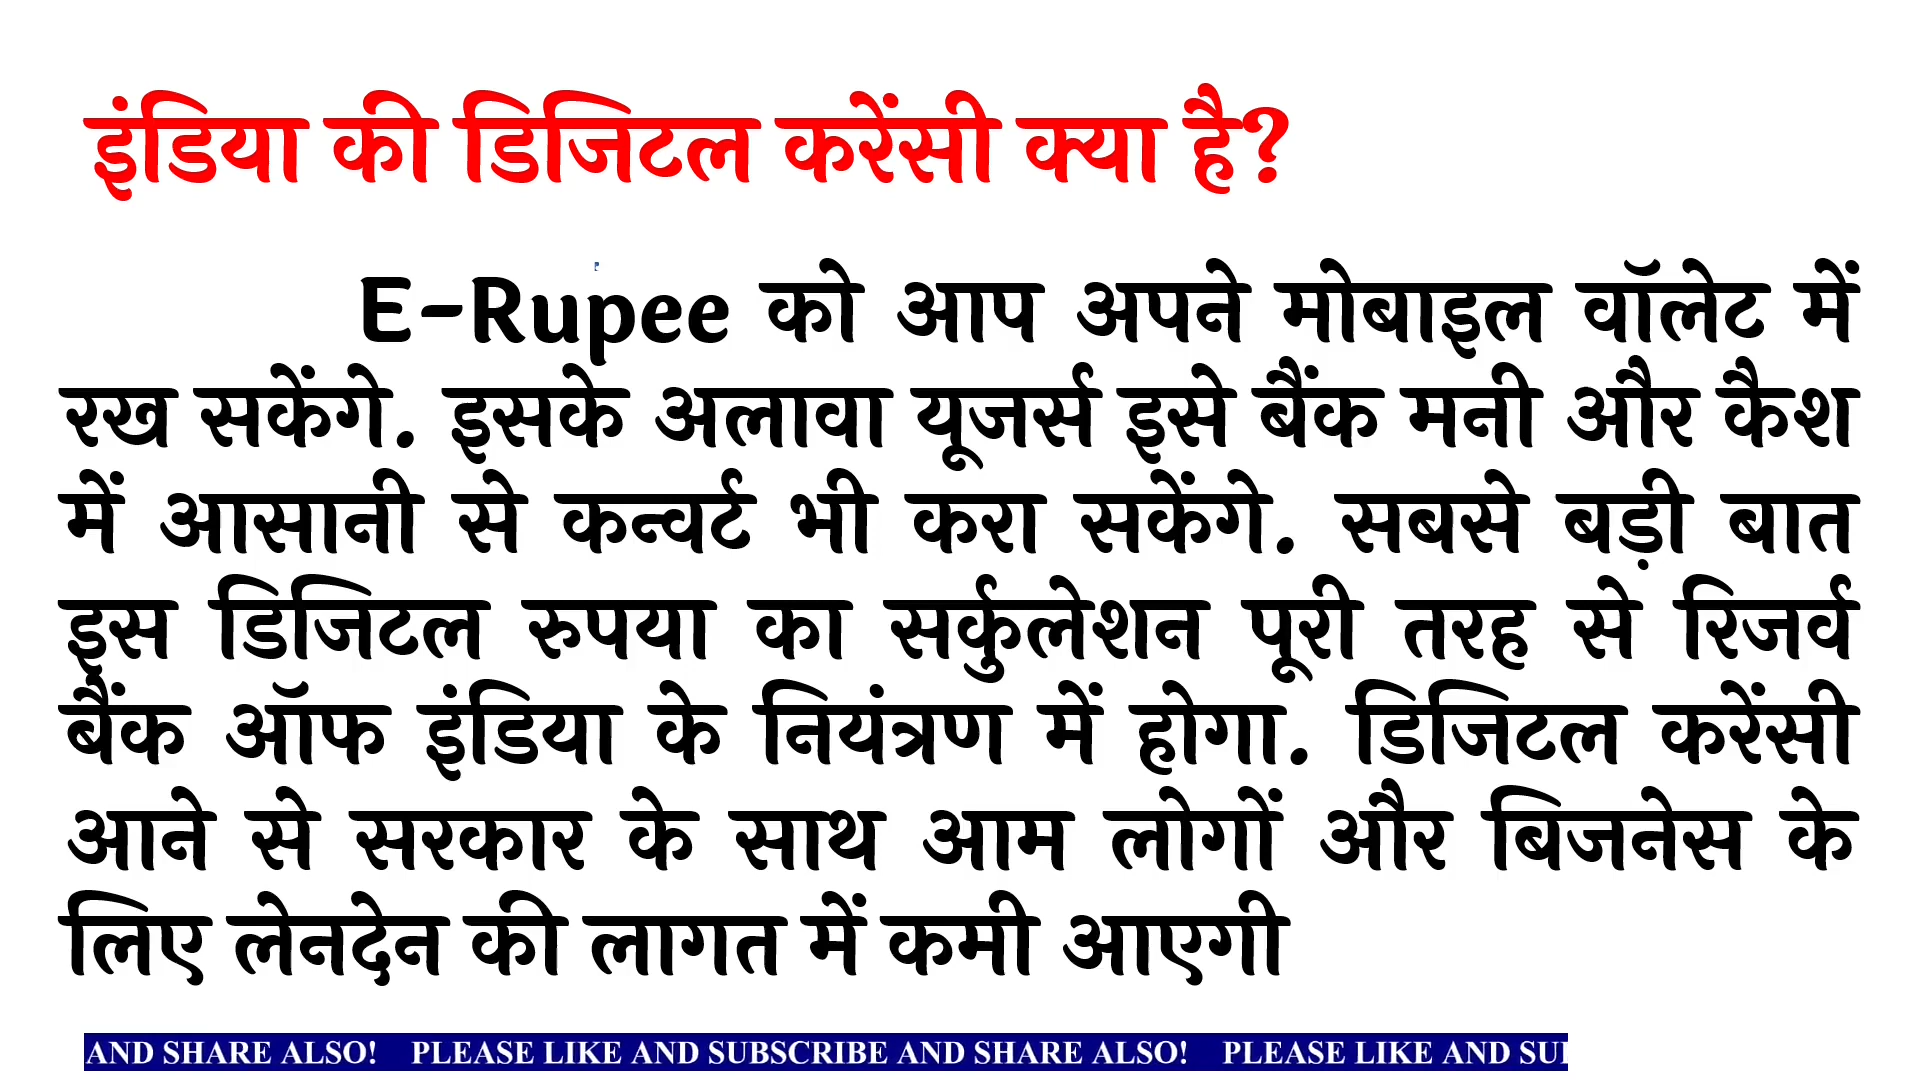 इंडिया की डिजिटल करेंसी क्या है?
E-Rupee को आप अपने मोबाइल वॉलेट में
रख सकेंगे. इसके अलावा यूजर्स इसे बैंक मनी और कैश
में आसानी से कन्वर्ट भी करा सकेंगे. सबसे बड़ी बात
इस डिजिटल रुपया का सर्कुलेशन पूरी तरह से रिजर्व
बैंक ऑफ इंडिया के नियंत्रण में होगा. डिजिटल करेंसी
आने से सरकार के साथ आम लोगों और बिजनेस के
लिए लेनदेन की लागत में कमी आएगी
AND SHARE ALSO! PLEASE LIKE AND SUBSCRIBE AND SHARE ALSO! PLEASE LIKE AND SU